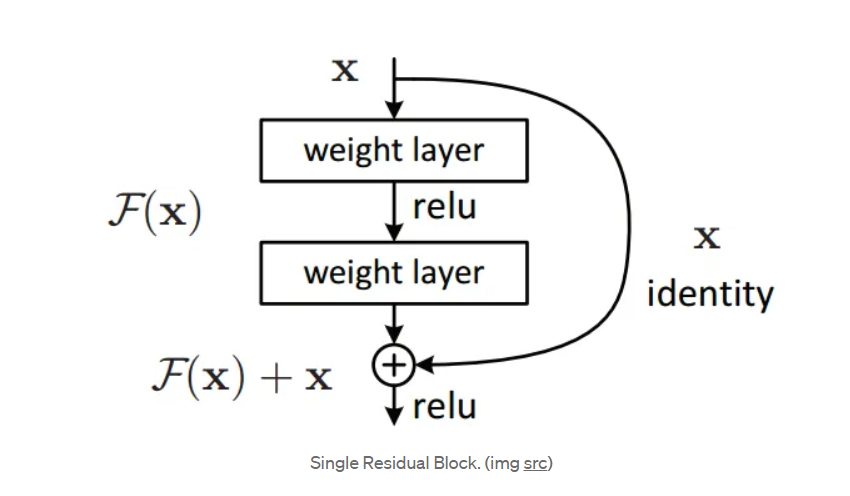 x
weight layer
relu
F(x)
x
weight layer
identity
F(x) + x
+
relu
Single Residual Block. (img src)